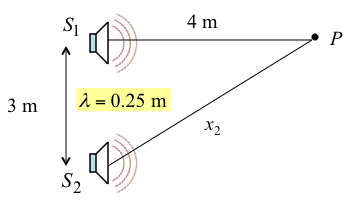 S₁
4 m
P
3 m
λ = 0.25 m
x₂
S₂